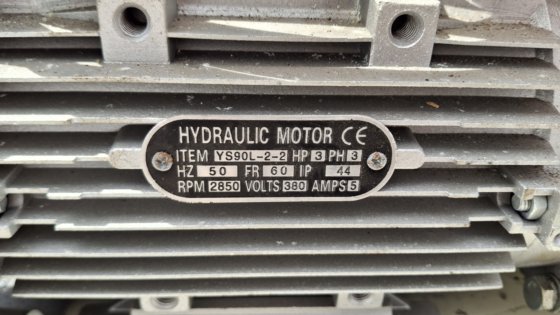 HYDRAULIC MOTOR CE
ITEM YS90L-2-2 HP 3 PH 3
HZ 50 FR 60 IP 44
RPM 2850 VOLTS 380 AMPS 5